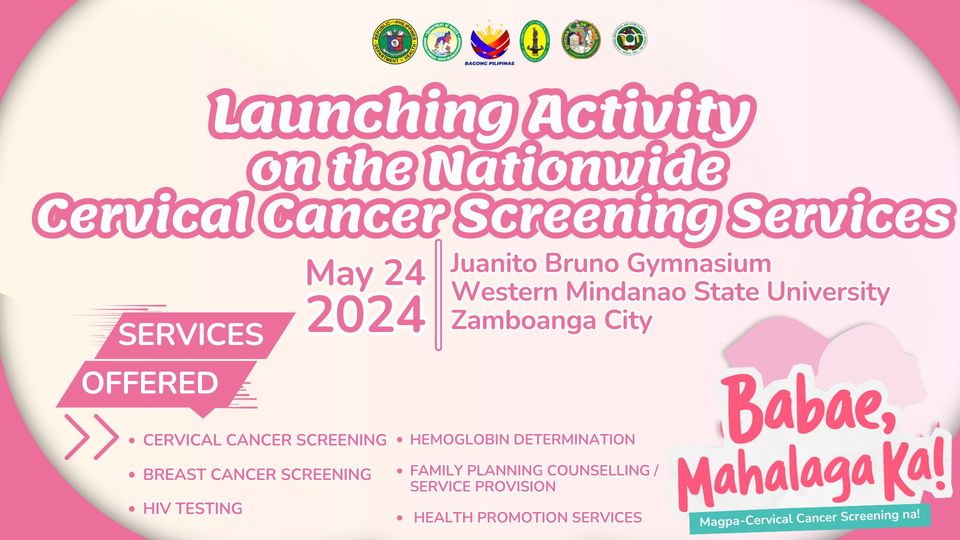 BAGONG PILIPINAS
Launching Activity
on the Nationwide
Cervical Cancer Screening Services
May 24
2024
Juanito Bruno Gymnasium
Western Mindanao State University
Zamboanga City
SERVICES
OFFERED
• CERVICAL CANCER SCREENING
• BREAST CANCER SCREENING
• HIV TESTING
• HEMOGLOBIN DETERMINATION
• FAMILY PLANNING COUNSELLING /
SERVICE PROVISION
• HEALTH PROMOTION SERVICES
Babae,
Mahalaga Ka!
Magpa-Cervical Cancer Screening na!